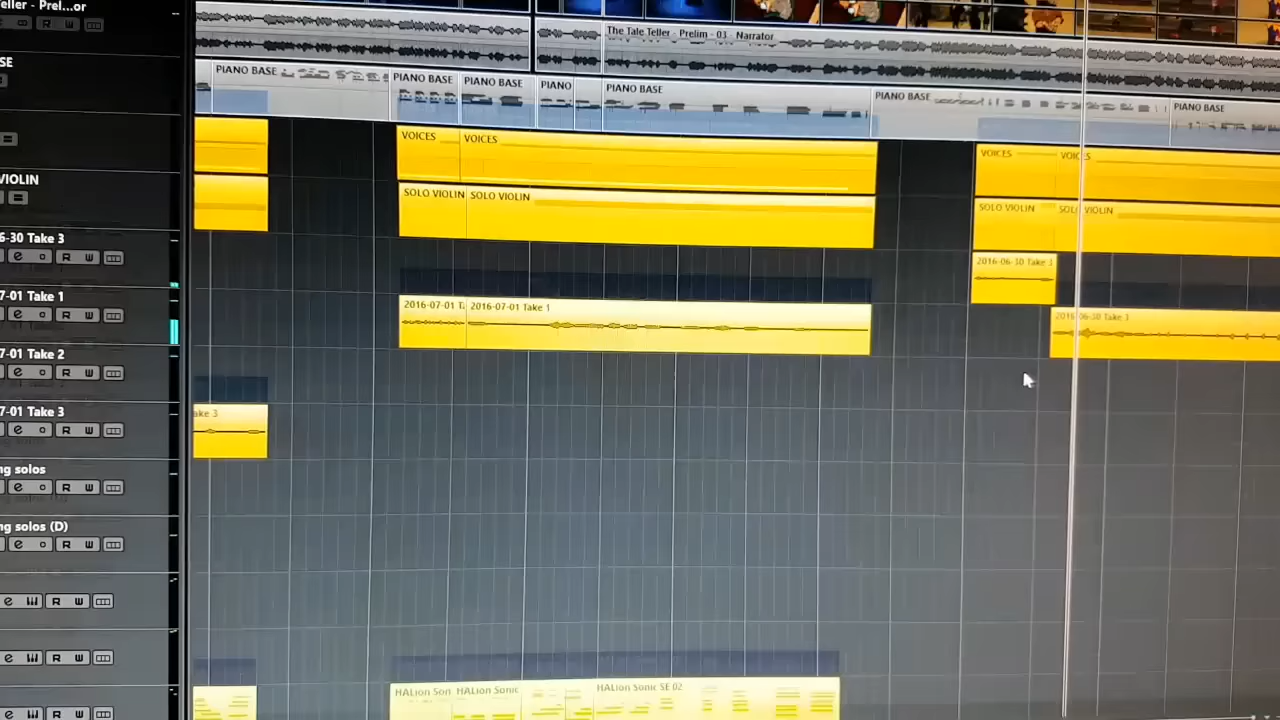 Teller - Prel...or
R W
The Tale Teller - Prelim - 03 - Narrator
SE
PIANO BASE PIANO BASE PIANO BASE PIANO PIANO BASE PIANO BASE PIANO BASE
VOICES VOICES VOICES VOICES
VIOLIN
SOLO VIOLIN SOLO VIOLIN SOLO VIOLIN SOLO VIOLIN
6-30 Take 3
e o R W
2016-06-30 Take 3
7-01 Take 1
e o R W
2016-07-01 T 2016-07-01 Take 1 2016-06-30 Take 1
7-01 Take 2
e o R W
7-01 Take 3
ake 3
e o R W
ng solos
e o R W
ng solos (D)
e o R W
e R W
e R W
HALion Son HALion Sonic HALion Sonic SE 02
e R W